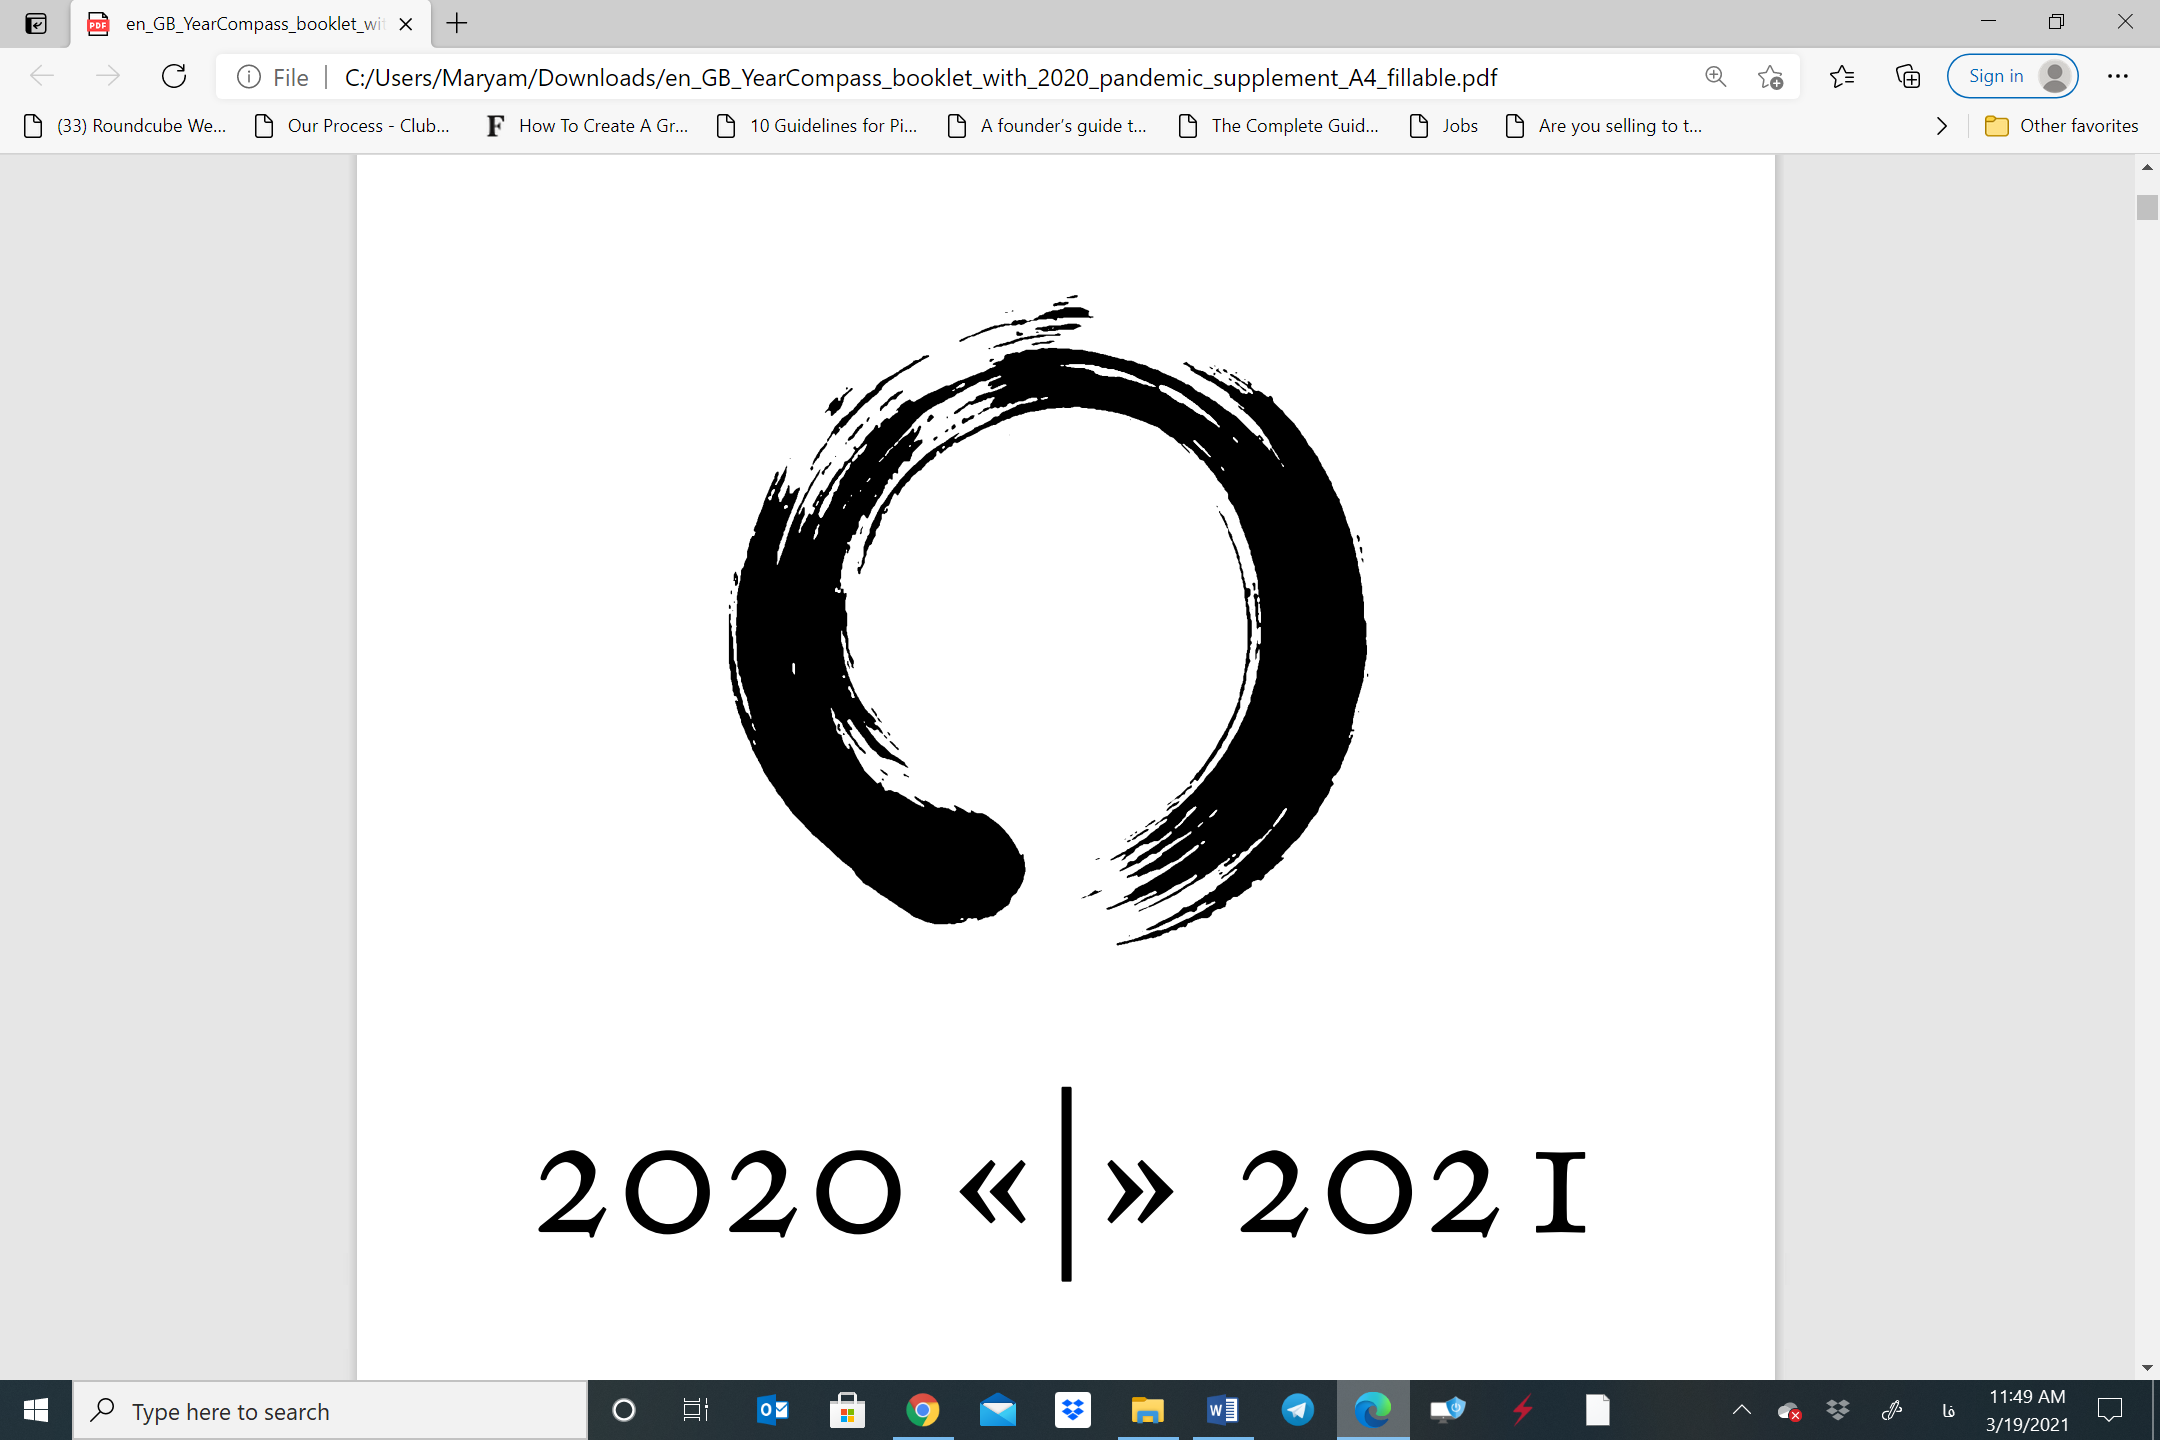 en_GB_YearCompass_booklet_wit
File
C:/Users/Maryam/Downloads/en_GB_YearCompass_booklet_with_2020_pandemic_supplement_A4_fillable.pdf
Sign in
(33) Roundcube We...
Our Process - Club...
F How To Create A Gr...
10 Guidelines for Pi...
A founder's guide t...
The Complete Guid...
Jobs
Are you selling to t...
Other favorites
2020 «|» 2021
Type here to search
فا
11:49 AM
3/19/2021